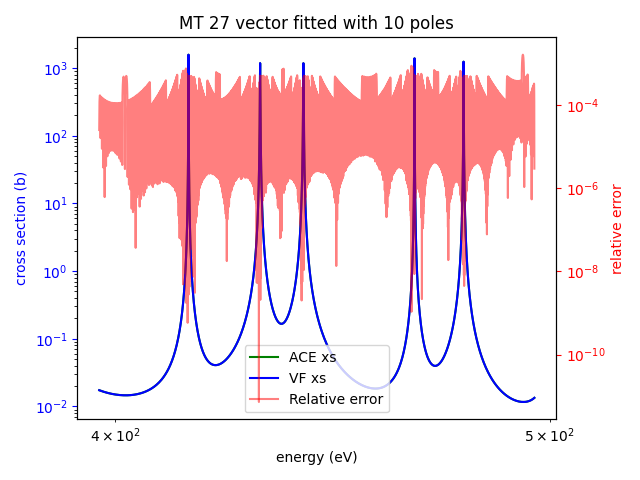 MT 27 vector fitted with 10 poles
cross section (b)
10³
10²
10¹
10⁰
10⁻¹
10⁻²
10⁻⁴
10⁻⁶
10⁻⁸
10⁻¹⁰
relative error
ACE xs
VF xs
Relative error
4 × 10²
5 × 10²
energy (eV)